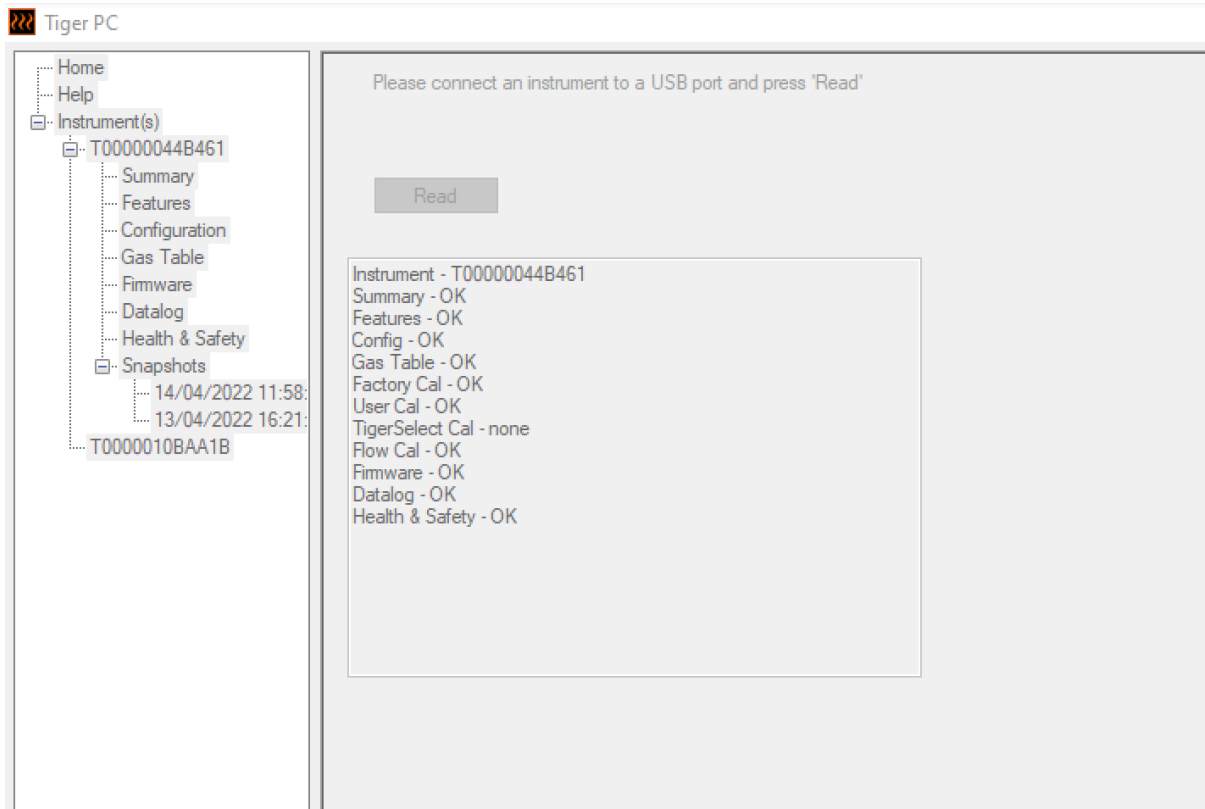 Tiger PC
Home
Help
Instrument(s)
T00000044B461
Summary
Features
Configuration
Gas Table
Firmware
Datalog
Health & Safety
Snapshots
14/04/2022 11:58:
13/04/2022 16:21:
T0000010BAA1B
Please connect an instrument to a USB port and press 'Read'
Read
Instrument - T00000044B461
Summary - OK
Features - OK
Config - OK
Gas Table - OK
Factory Cal - OK
User Cal - OK
TigerSelect Cal - none
Flow Cal - OK
Firmware - OK
Datalog - OK
Health & Safety - OK